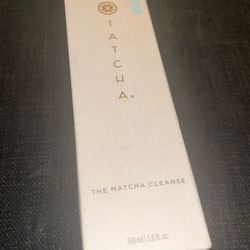 TATCHA®
THE MATCHA CLEANSE
150 ml | 5.0 fl. oz.